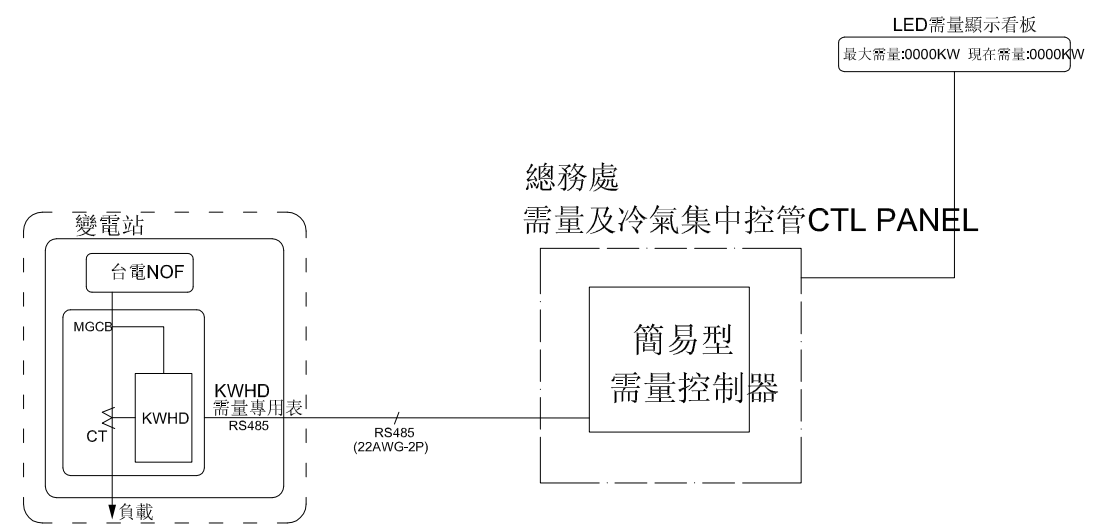 LED需量顯示看板
最大需量:0000KW 現在需量:0000KW
總務處
需量及冷氣集中控管CTL PANEL
變電站
台電NOF
MGCB
簡易型
需量控制器
KWHD
需量專用表
RS485
KWHD
CT
RS485
(22AWG-2P)
負載